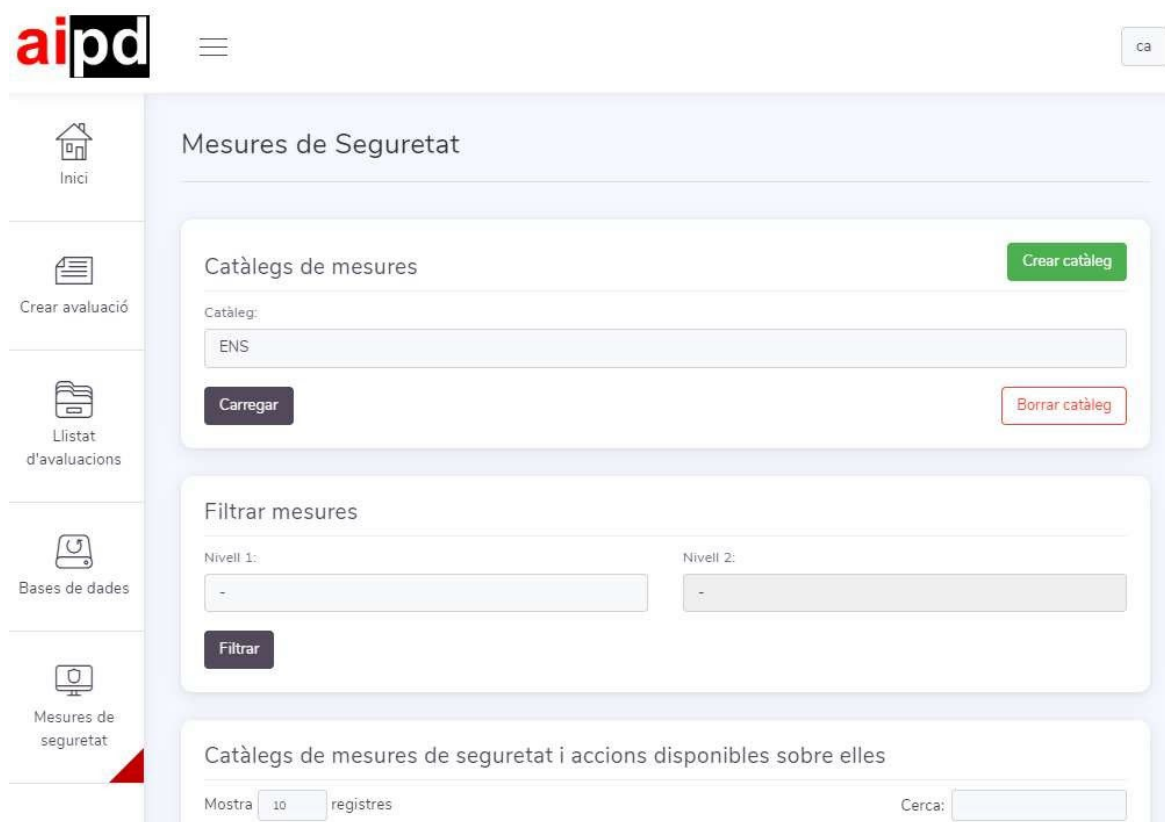 aipd
ca
Inici
Crear avaluació
Llistat
d'avaluacions
Bases de dades
Mesures de
seguretat
Mesures de Seguretat
Catàlegs de mesures
Crear catàleg
Catàleg:
ENS
Carregar
Borrar catàleg
Filtrar mesures
Nivell 1:
Nivell 2:
-
-
Filtrar
Catàlegs de mesures de seguretat i accions disponibles sobre elles
Mostra 10 registres
Cerca: